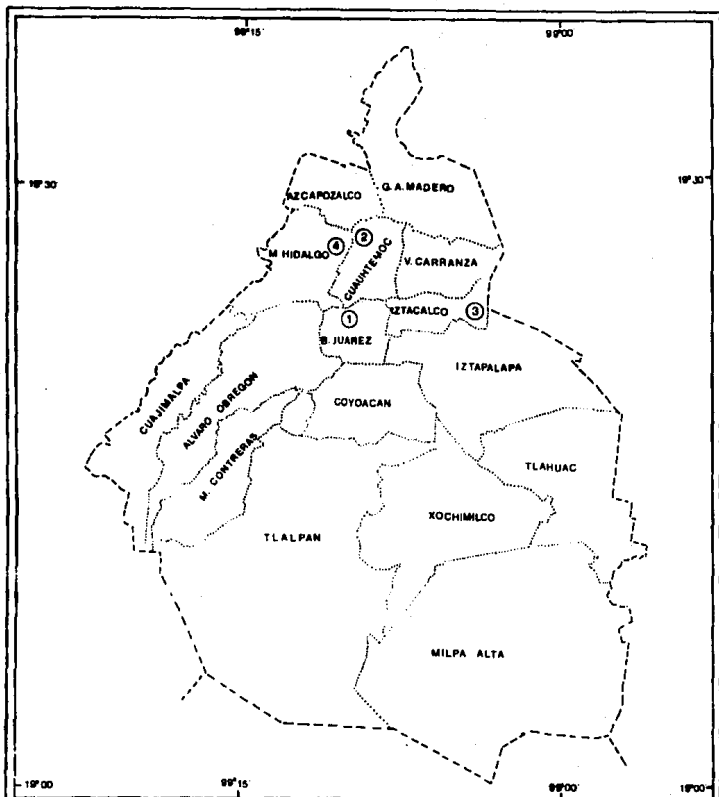 99°15'
99°00
19°30'
19°30'
G.A. MADERO
AZCAPOZALCO
②
④
M. HIDALGO
CUAUHTEMOC
V. CARRANZA
③
IZTACALCO
①
B. JUAREZ
IZTAPALAPA
COYOACAN
CUAJIMALPA
ALVARO OBREGON
M. CONTRERAS
TLAHUAC
XOCHIMILCO
TLALPAN
MILPA ALTA
19°00
99°15'
99°00
19°00